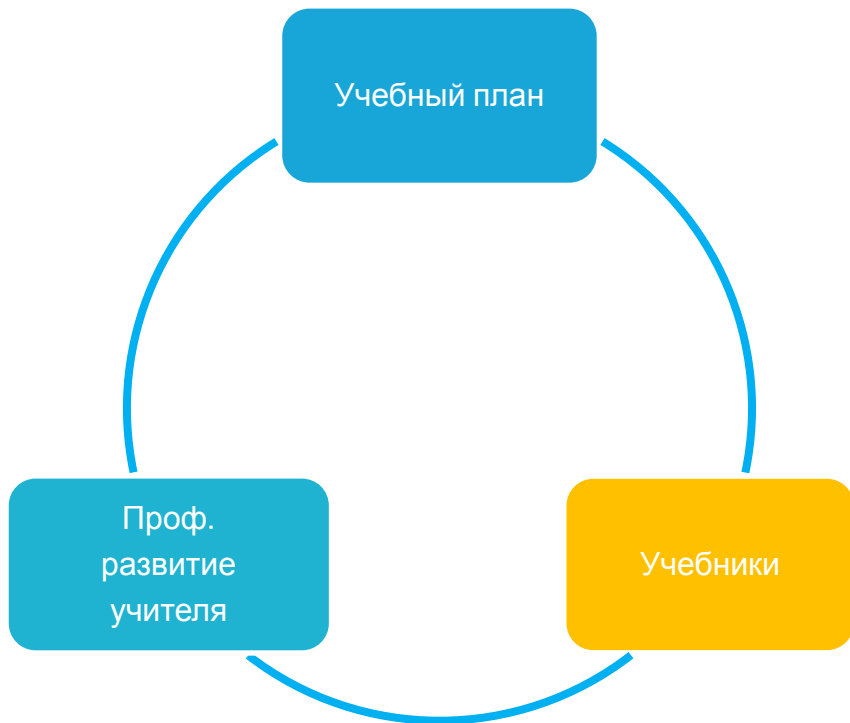 Учебный план
Проф.
развитие
учителя
Учебники